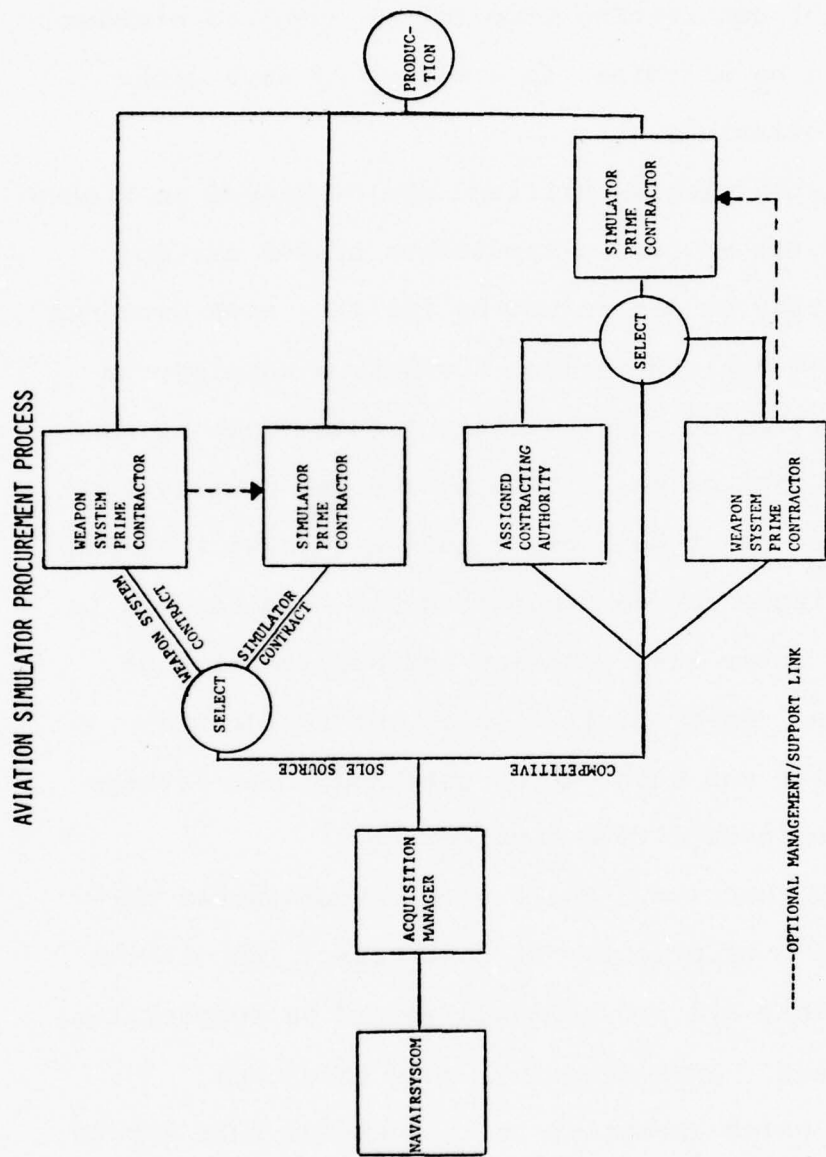 AVIATION SIMULATOR PROCUREMENT PROCESS
NAVAIRSYSCOM
ACQUISITION
MANAGER
SOLE SOURCE
COMPETITIVE
SELECT
WEAPON SYSTEM
CONTRACT
SIMULATOR
CONTRACT
WEAPON
SYSTEM
PRIME
CONTRACTOR
SIMULATOR
PRIME
CONTRACTOR
ASSIGNED
CONTRACTING
AUTHORITY
WEAPON
SYSTEM
PRIME
CONTRACTOR
SELECT
SIMULATOR
PRIME
CONTRACTOR
PRODUC-
TION
------OPTIONAL MANAGEMENT/SUPPORT LINK